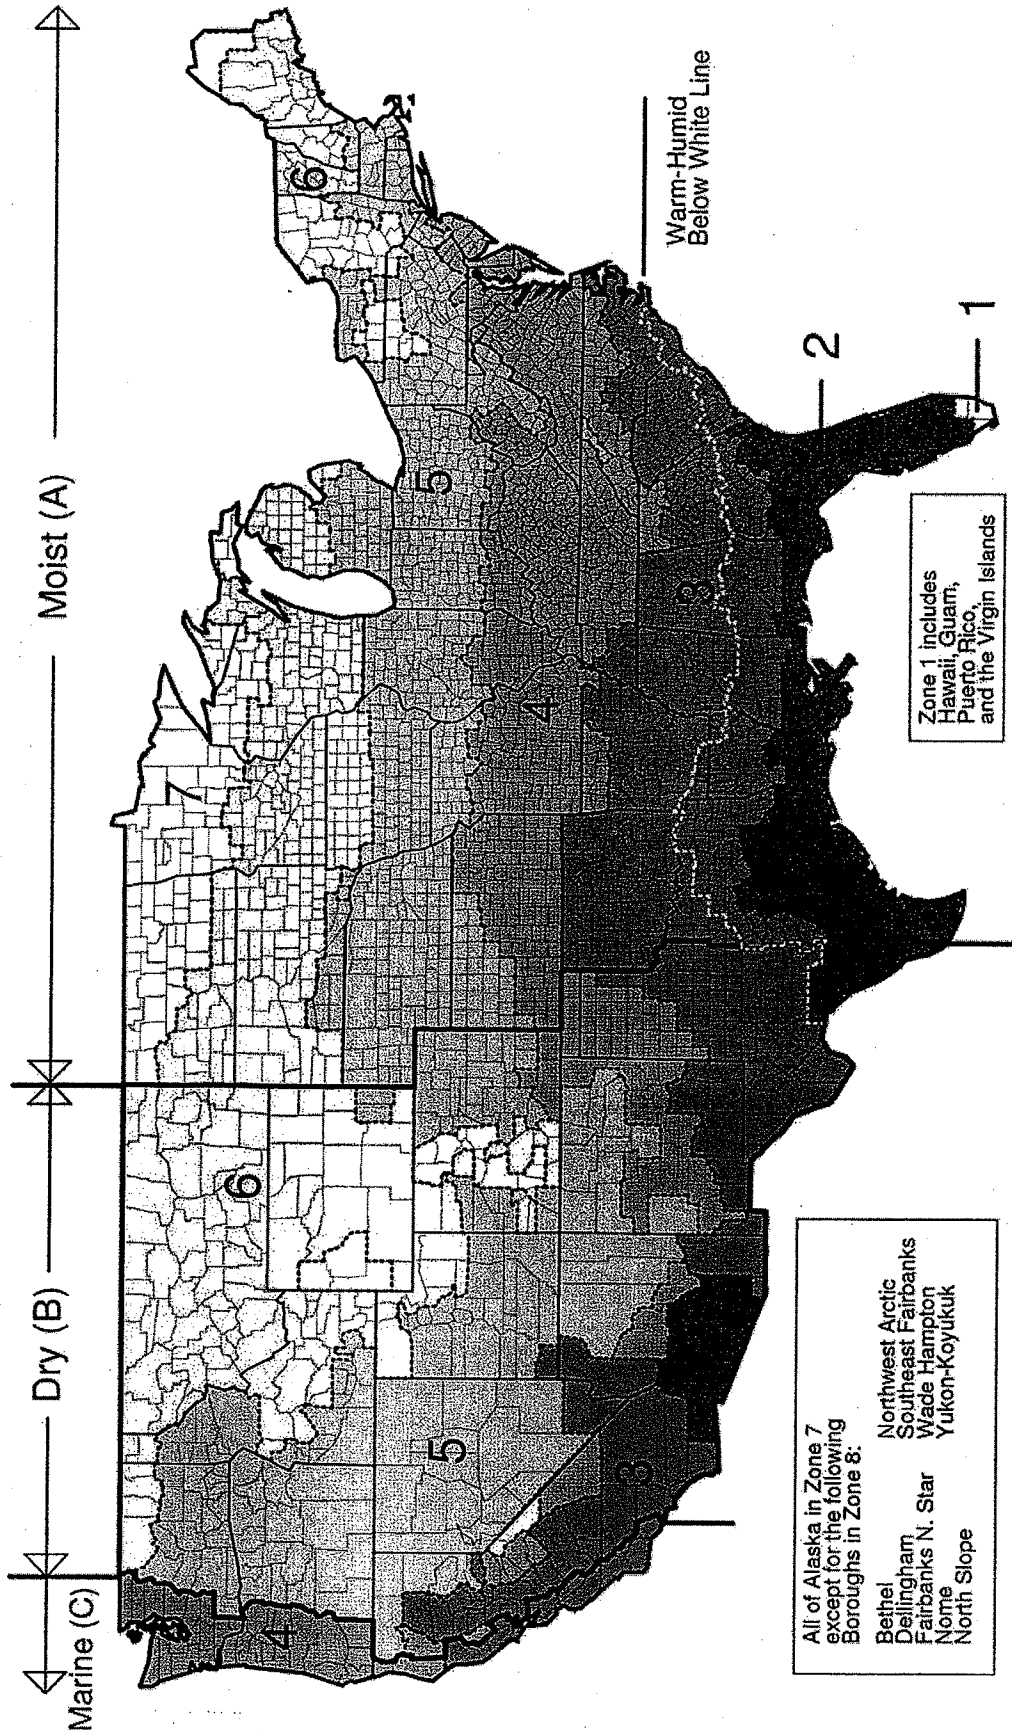 Marine (C)
Dry (B)
Moist (A)
7
6
6
5
5
4
4
3
3
2
1
Warm-Humid
Below White Line
All of Alaska in Zone 7
except for the following
Boroughs in Zone 8:
Bethel
Dellingham
Fairbanks N. Star
Nome
North Slope
Northwest Arctic
Southeast Fairbanks
Wade Hampton
Yukon-Koyukuk
Zone 1 includes
Hawaii, Guam,
Puerto Rico,
and the Virgin Islands